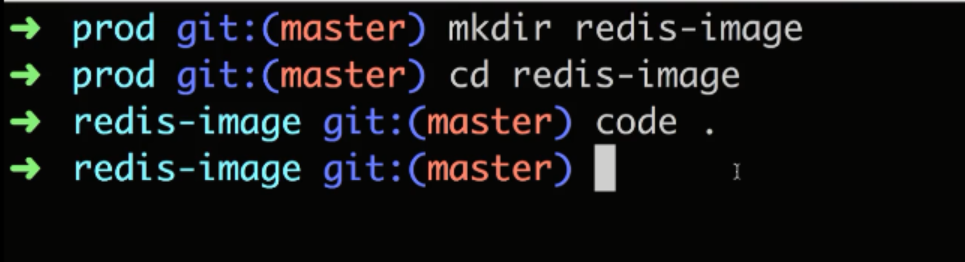 ➜ prod git:(master) mkdir redis-image
➜ prod git:(master) cd redis-image
➜ redis-image git:(master) code .
➜ redis-image git:(master)